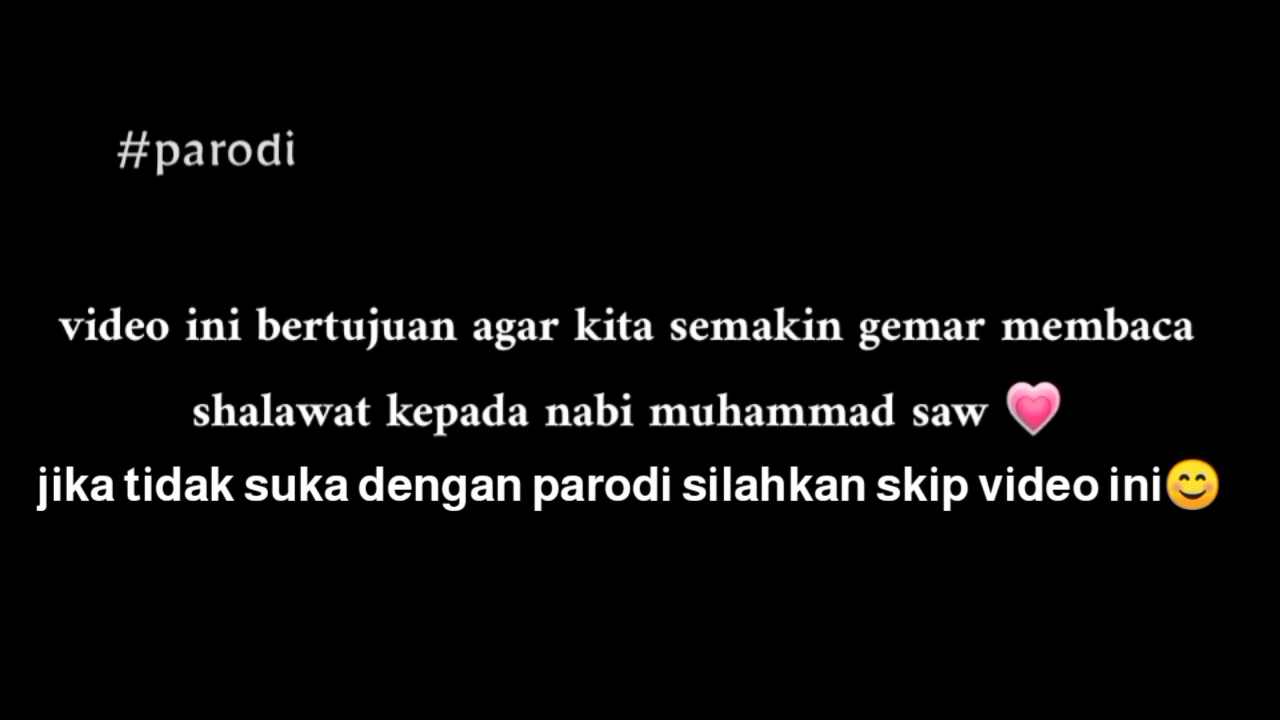 #parodi
video ini bertujuan agar kita semakin gemar membaca
shalawat kepada nabi muhammad saw 💗
jika tidak suka dengan parodi silahkan skip video ini😊